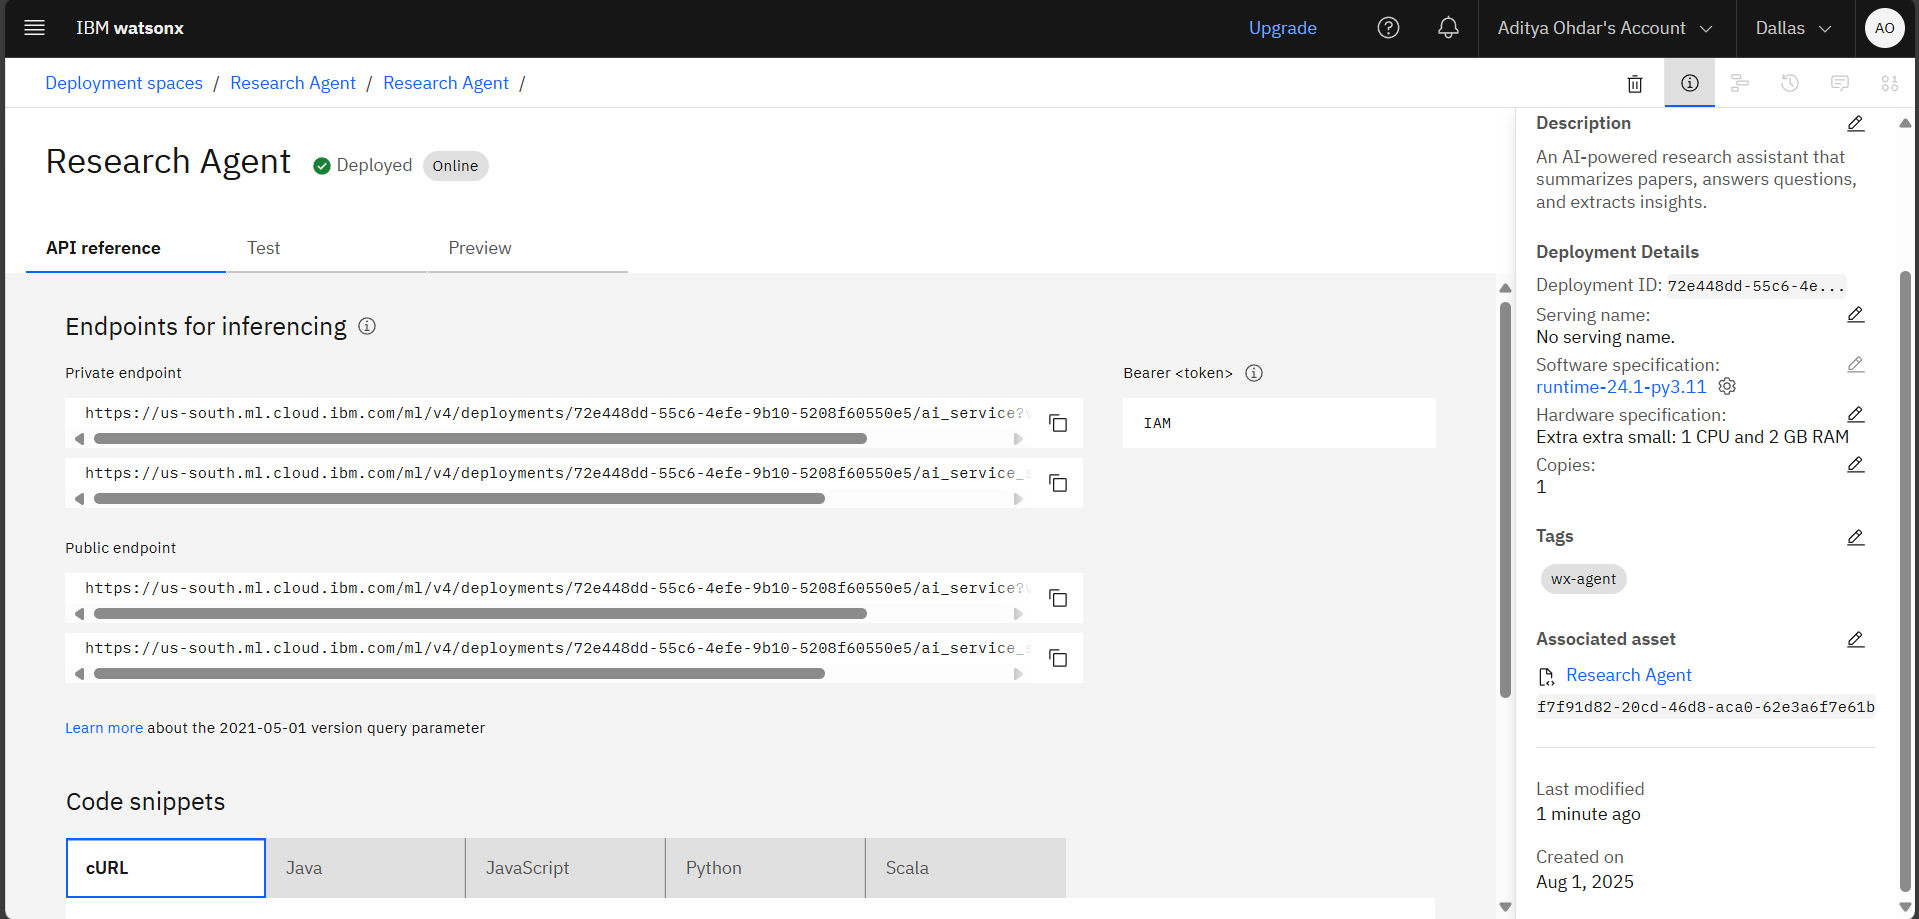 IBM watsonx
Upgrade
Aditya Ohdar's Account
Dallas
AO
Deployment spaces / Research Agent / Research Agent /
Research Agent
Deployed
Online
API reference
Test
Preview
Endpoints for inferencing
Private endpoint
https://us-south.ml.cloud.ibm.com/ml/v4/deployments/72e448dd-55c6-4efe-9b10-5208f60550e5/ai_service?
https://us-south.ml.cloud.ibm.com/ml/v4/deployments/72e448dd-55c6-4efe-9b10-5208f60550e5/ai_service_s
Bearer <token>
IAM
Public endpoint
https://us-south.ml.cloud.ibm.com/ml/v4/deployments/72e448dd-55c6-4efe-9b10-5208f60550e5/ai_service?
https://us-south.ml.cloud.ibm.com/ml/v4/deployments/72e448dd-55c6-4efe-9b10-5208f60550e5/ai_service_s
Learn more about the 2021-05-01 version query parameter
Code snippets
cURL
Java
JavaScript
Python
Scala
Description
An AI-powered research assistant that
summarizes papers, answers questions,
and extracts insights.
Deployment Details
Deployment ID: 72e448dd-55c6-4e...
Serving name:
No serving name.
Software specification:
runtime-24.1-py3.11
Hardware specification:
Extra extra small: 1 CPU and 2 GB RAM
Copies:
1
Tags
wx-agent
Associated asset
Research Agent
f7f91d82-20cd-46d8-aca0-62e3a6f7e61b
Last modified
1 minute ago
Created on
Aug 1, 2025